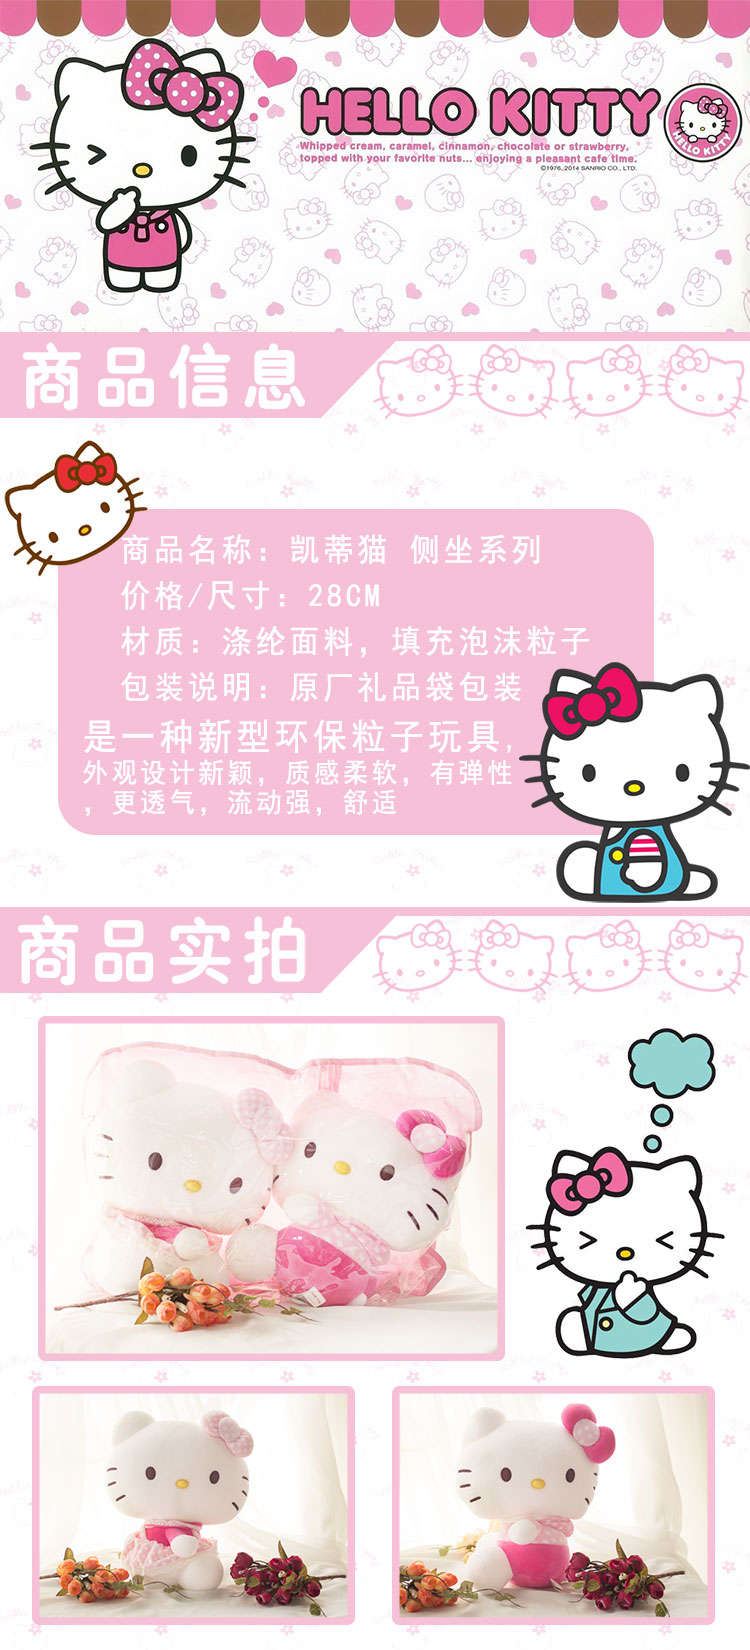 HELLO KITTY
HELLO KITTY
Whipped cream, caramel, cinnamon, chocolate or strawberry,
topped with your favorite nuts... enjoying a pleasant cafe time.
©1976, 2014 SANRIO CO., LTD.
商品信息
商品名称：凯蒂猫 侧坐系列
价格/尺寸：28CM
材质：涤纶面料，填充泡沫粒子
包装说明：原厂礼品袋包装
是一种新型环保粒子玩具，
外观设计新颖，质感柔软，有弹性
，更透气，流动强，舒适
商品实拍